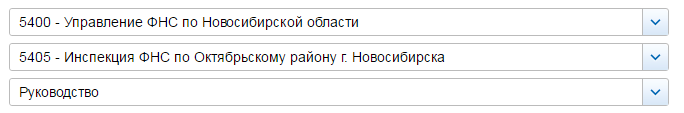 5400 - Управление ФНС по Новосибирской области
5405 - Инспекция ФНС по Октябрьскому району г. Новосибирска
Руководство